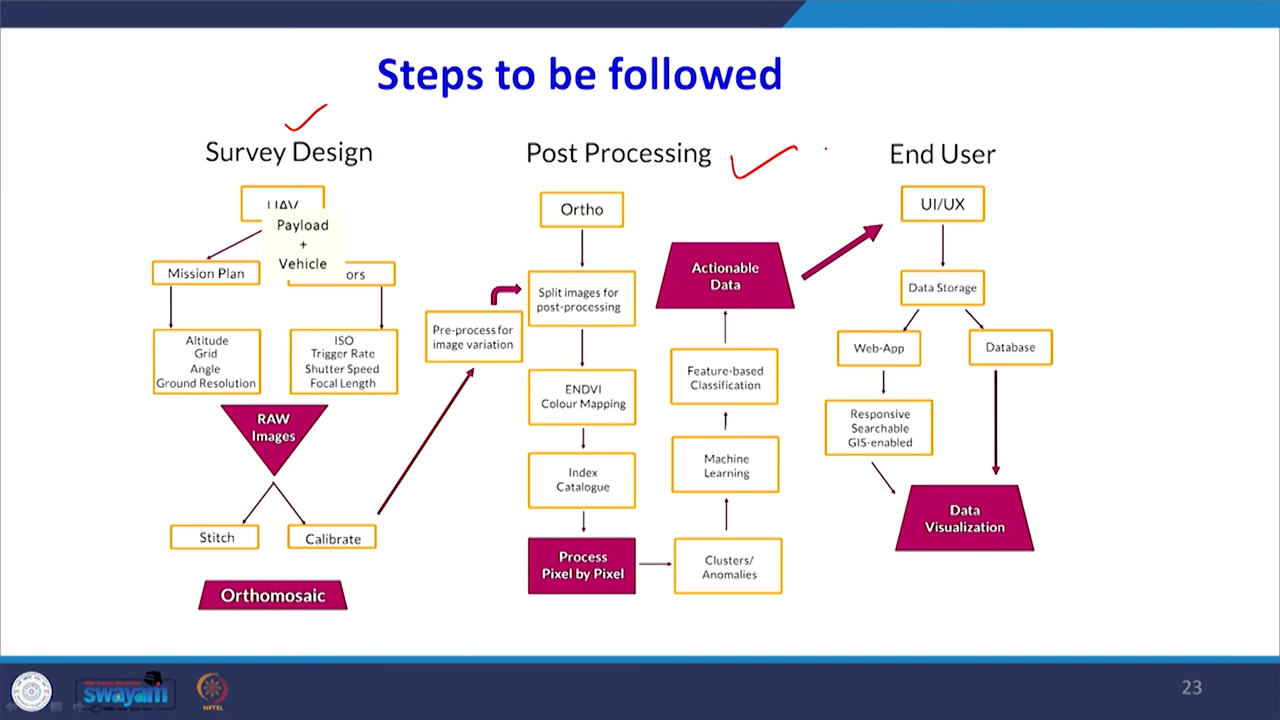 Steps to be followed
Survey Design
UAV
Payload
+
Vehicle
Mission Plan
ors
Altitude
Grid
Angle
Ground Resolution
ISO
Trigger Rate
Shutter Speed
Focal Length
RAW
Images
Stitch
Calibrate
Orthomosaic
Pre-process for
image variation
Post Processing
Ortho
Split images for
post-processing
ENDVI
Colour Mapping
Index
Catalogue
Process
Pixel by Pixel
Clusters/
Anomalies
Machine
Learning
Feature-based
Classification
Actionable
Data
End User
UI/UX
Data Storage
Web-App
Database
Responsive
Searchable
GIS-enabled
Data
Visualization
swayam
NPTEL
23